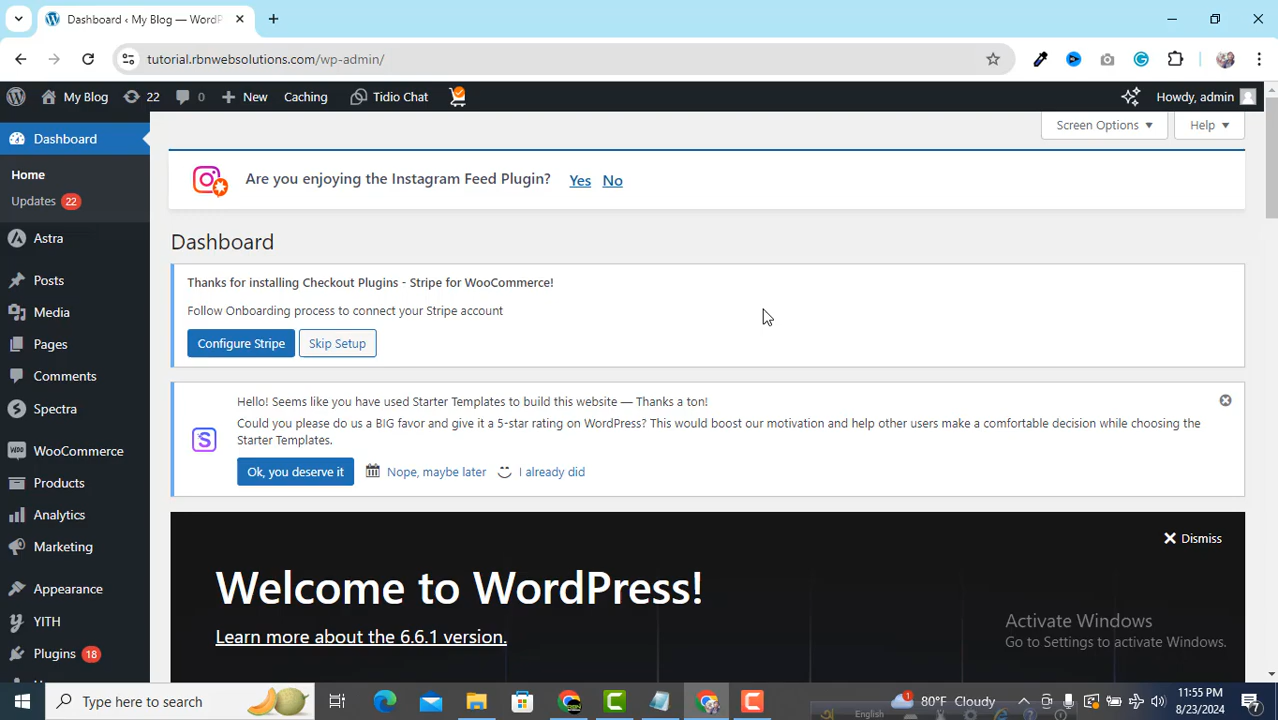 Dashboard ‹ My Blog — WordP
tutorial.rbnwebsolutions.com/wp-admin/
My Blog 22 0 New Caching Tidio Chat Howdy, admin
Dashboard
Home
Updates 22
Astra
Posts
Media
Pages
Comments
Spectra
WooCommerce
Products
Analytics
Marketing
Appearance
YITH
Plugins 18
Screen Options Help
Are you enjoying the Instagram Feed Plugin? Yes No
Dashboard
Thanks for installing Checkout Plugins - Stripe for WooCommerce!
Follow Onboarding process to connect your Stripe account
Configure Stripe Skip Setup
Hello! Seems like you have used Starter Templates to build this website — Thanks a ton!
Could you please do us a BIG favor and give it a 5-star rating on WordPress? This would boost our motivation and help other users make a comfortable decision while choosing the
Starter Templates.
Ok, you deserve it Nope, maybe later I already did
Dismiss
Welcome to WordPress!
Learn more about the 6.6.1 version.
Activate Windows
Go to Settings to activate Windows.
Type here to search
80°F Cloudy
English
11:55 PM
8/23/2024